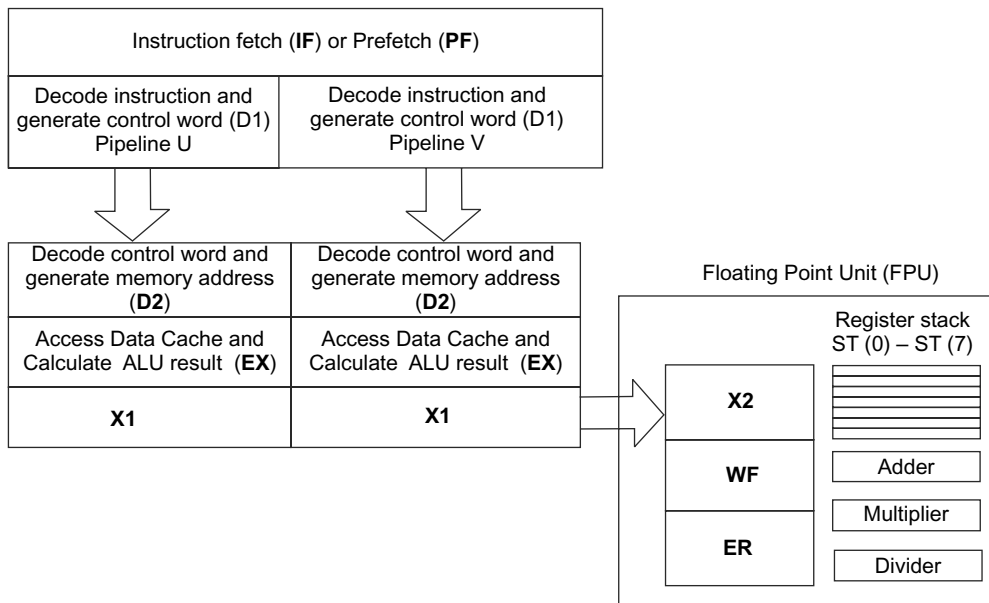 Instruction fetch (IF) or Prefetch (PF)
Decode instruction and
generate control word (D1)
Pipeline U
Decode instruction and
generate control word (D1)
Pipeline V
Decode control word and
generate memory address
(D2)
Decode control word and
generate memory address
(D2)
Access Data Cache and
Calculate ALU result (EX)
Access Data Cache and
Calculate ALU result (EX)
X1
X1
Floating Point Unit (FPU)
Register stack
ST (0) – ST (7)
X2
WF
ER
Adder
Multiplier
Divider